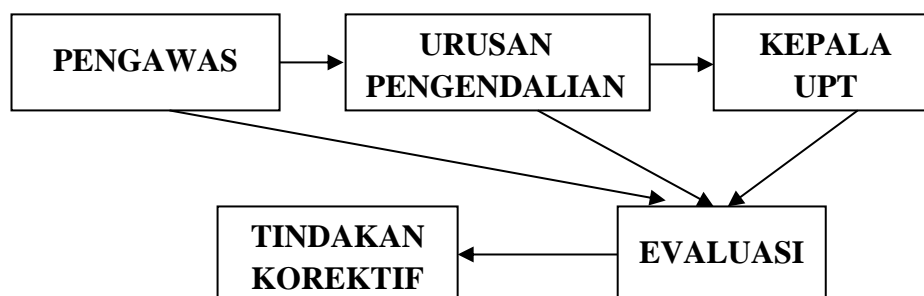 PENGAWAS
URUSAN
PENGENDALIAN
KEPALA
UPT
TINDAKAN
KOREKTIF
EVALUASI